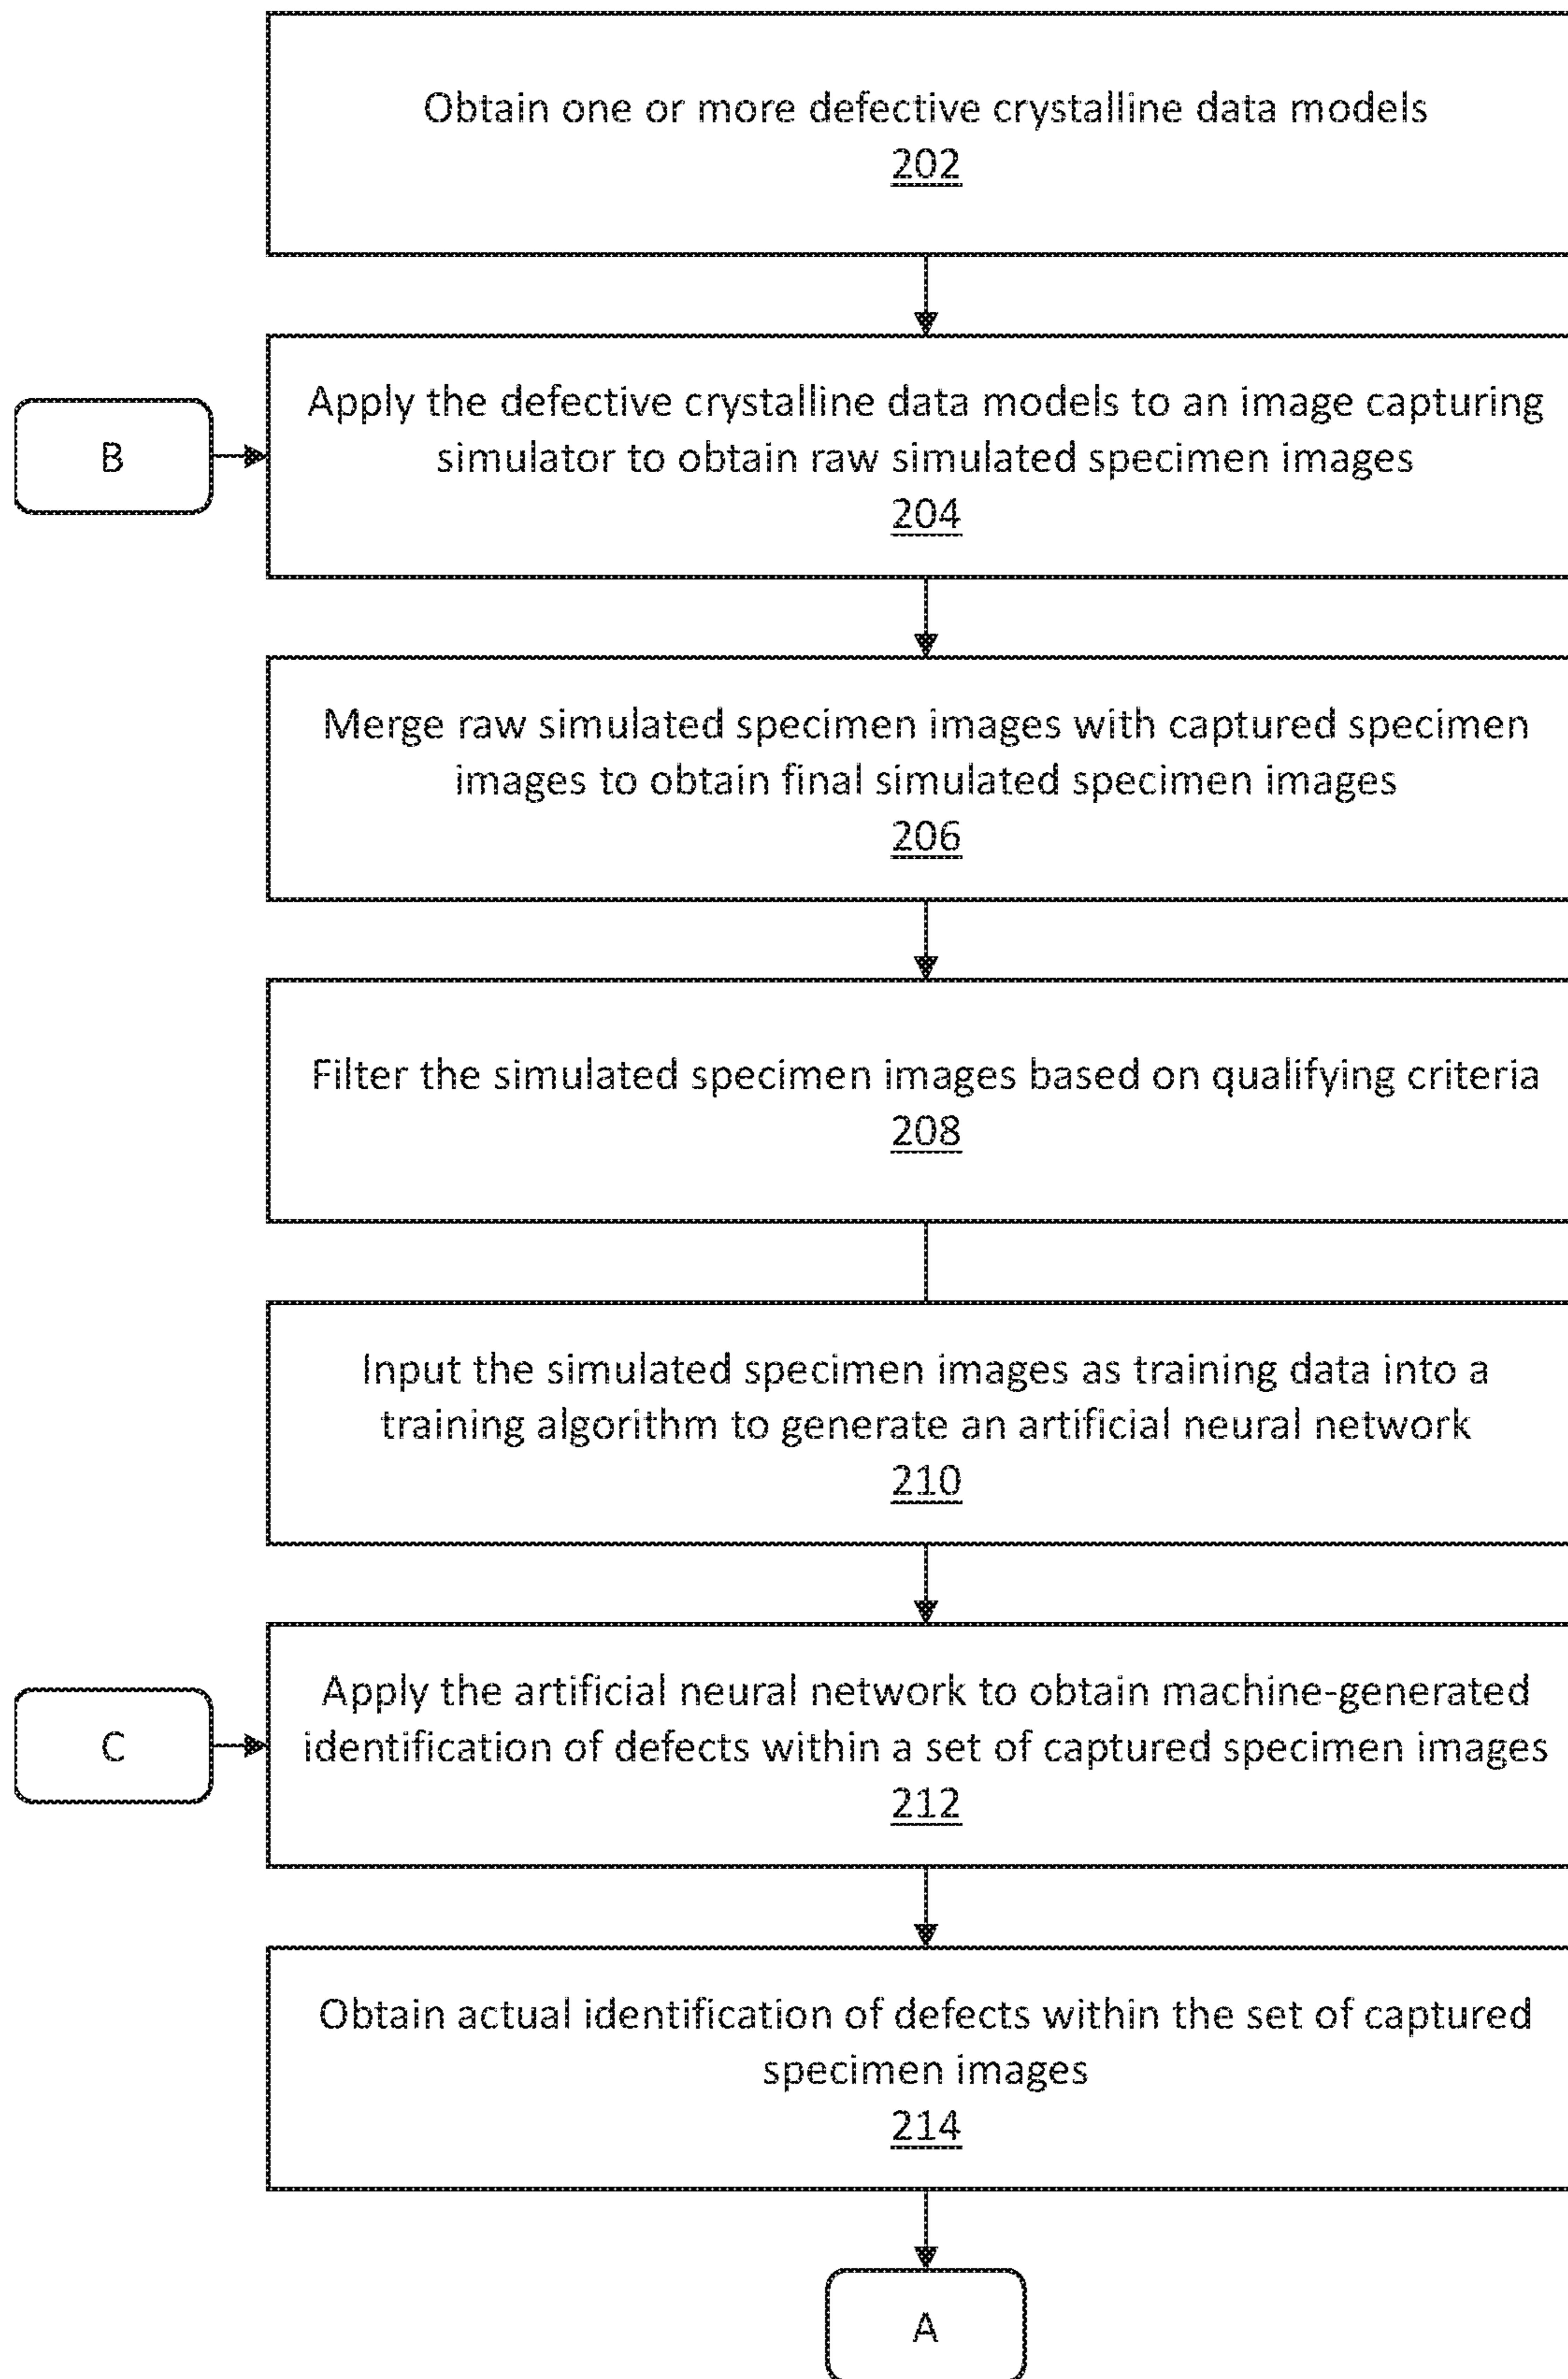 Obtain one or more defective crystalline data models
202
B
Apply the defective crystalline data models to an image capturing
simulator to obtain raw simulated specimen images
204
Merge raw simulated specimen images with captured specimen
images to obtain final simulated specimen images
206
Filter the simulated specimen images based on qualifying criteria
208
Input the simulated specimen images as training data into a
training algorithm to generate an artificial neural network
210
C
Apply the artificial neural network to obtain machine-generated
identification of defects within a set of captured specimen images
212
Obtain actual identification of defects within the set of captured
specimen images
214
A